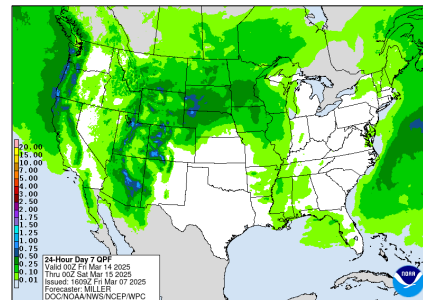 20.00
15.00
10.00
7.00
5.00
4.00
3.00
2.50
2.00
1.75
1.50
1.25
1.00
0.75
0.50
0.25
0.10
0.01
24-Hour Day 7 QPF
Valid 00Z Fri Mar 14 2025
Thru 00Z Sat Mar 15 2025
Issued: 1609Z Fri Mar 07 2025
Forecaster: MILLER
DOC/NOAA/NWS/NCEP/WPC
NOAA